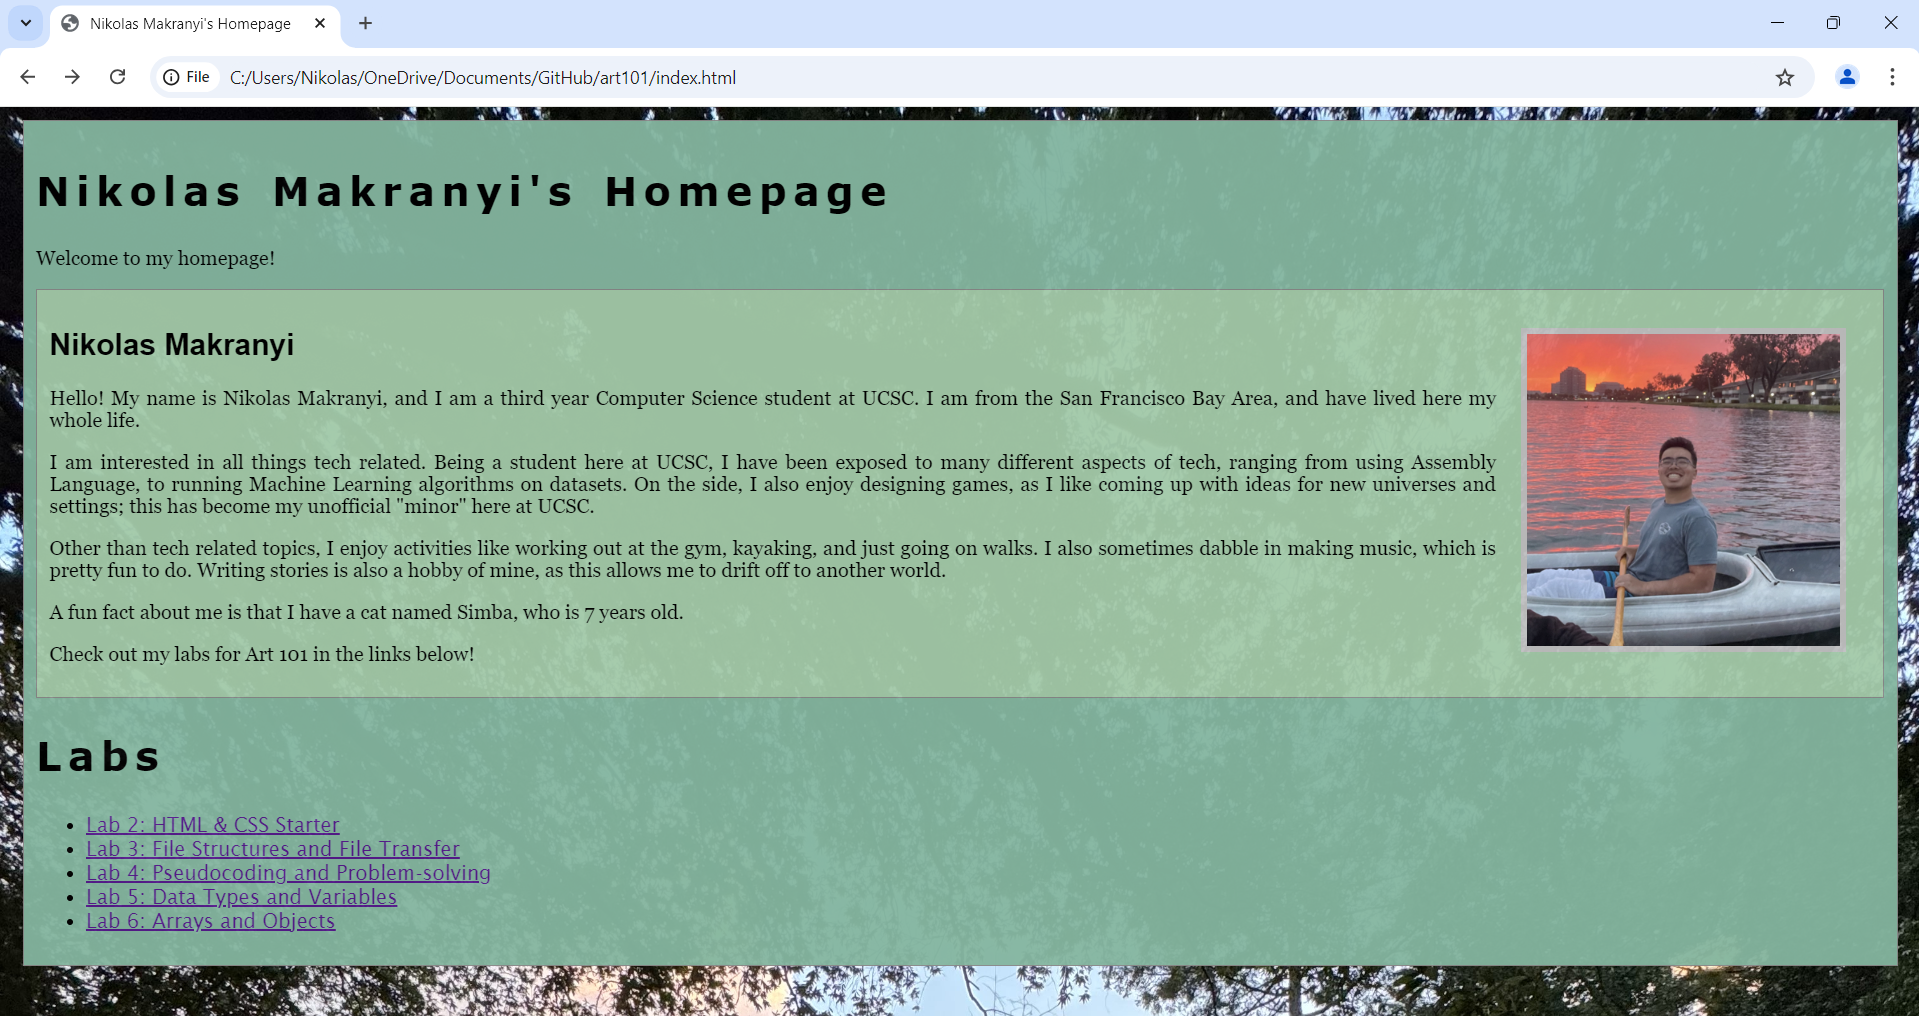 Nikolas Makranyi's Homepage
File
C:/Users/Nikolas/OneDrive/Documents/GitHub/art101/index.html
Nikolas Makranyi's Homepage
Welcome to my homepage!
Nikolas Makranyi
Hello! My name is Nikolas Makranyi, and I am a third year Computer Science student at UCSC. I am from the San Francisco Bay Area, and have lived here my
whole life.
I am interested in all things tech related. Being a student here at UCSC, I have been exposed to many different aspects of tech, ranging from using Assembly
Language, to running Machine Learning algorithms on datasets. On the side, I also enjoy designing games, as I like coming up with ideas for new universes and
settings; this has become my unofficial "minor" here at UCSC.
Other than tech related topics, I enjoy activities like working out at the gym, kayaking, and just going on walks. I also sometimes dabble in making music, which is
pretty fun to do. Writing stories is also a hobby of mine, as this allows me to drift off to another world.
A fun fact about me is that I have a cat named Simba, who is 7 years old.
Check out my labs for Art 101 in the links below!
Labs
• Lab 2: HTML & CSS Starter
• Lab 3: File Structures and File Transfer
• Lab 4: Pseudocoding and Problem-solving
• Lab 5: Data Types and Variables
• Lab 6: Arrays and Objects